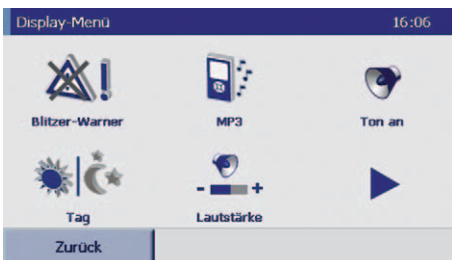 Display-Menü 16:06
Blitzer-Warner MP3 Ton an
Tag Lautstärke
Zurück